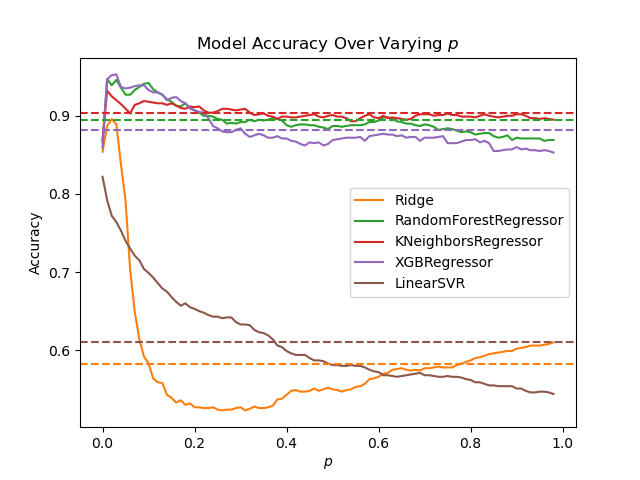 Model Accuracy Over Varying p
Accuracy
0.9
0.8
0.7
0.6
Ridge
RandomForestRegressor
KNeighborsRegressor
XGBRegressor
LinearSVR
0.0 0.2 0.4 0.6 0.8 1.0
p